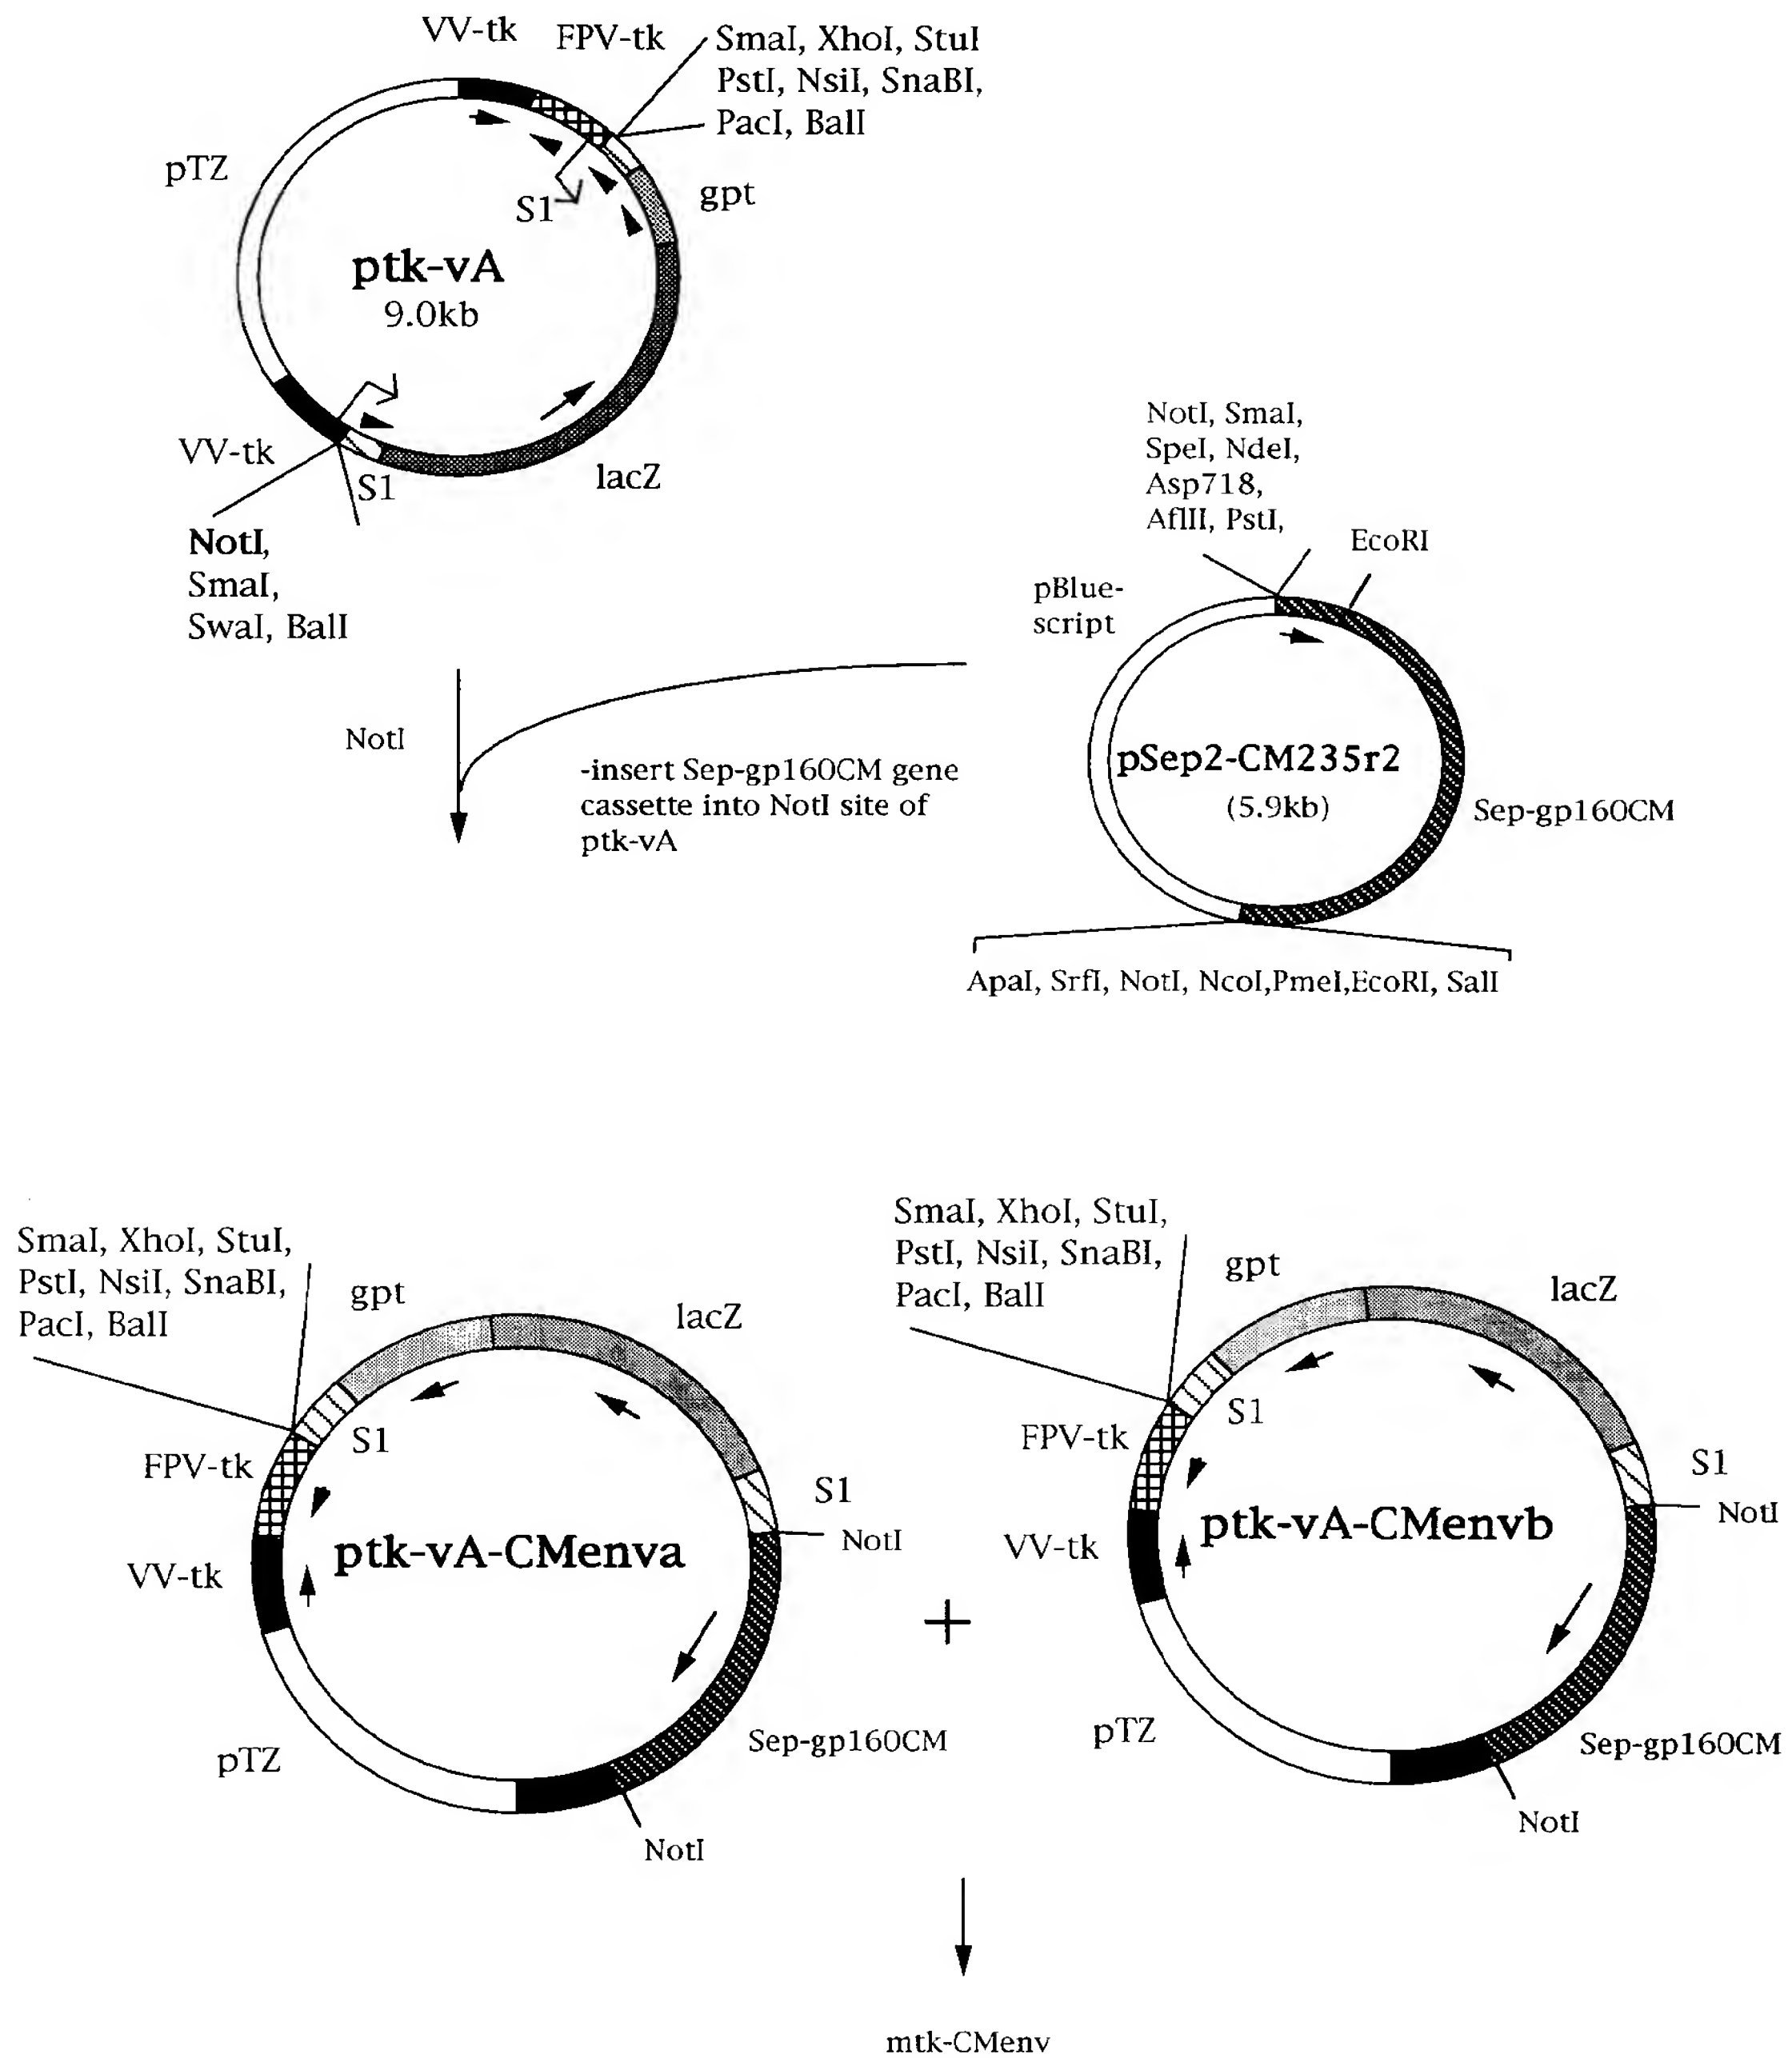 VV-tk
FPV-tk
SmaI, XhoI, StuI
PstI, NsiI, SnaBI,
PacI, BalI
pTZ
S1
gpt
ptk-vA
9.0kb
VV-tk
S1
lacZ
NotI,
SmaI,
SwaI, BalI
NotI, SmaI,
SpeI, NdeI,
Asp718,
AflII, PstI,
EcoRI
pBlue-
script
pSep2-CM235r2
(5.9kb)
Sep-gp160CM
NotI
-insert Sep-gp160CM gene
cassette into NotI site of
ptk-vA
ApaI, SrfI, NotI, NcoI,PmeI,EcoRI, SalI
SmaI, XhoI, StuI,
PstI, NsiI, SnaBI,
PacI, BalI
gpt
lacZ
S1
FPV-tk
S1
NotI
ptk-vA-CMenva
VV-tk
pTZ
Sep-gp160CM
NotI
+
SmaI, XhoI, StuI,
PstI, NsiI, SnaBI,
PacI, BalI
gpt
lacZ
S1
FPV-tk
S1
NotI
ptk-vA-CMenvb
VV-tk
pTZ
Sep-gp160CM
NotI
mtk-CMenv